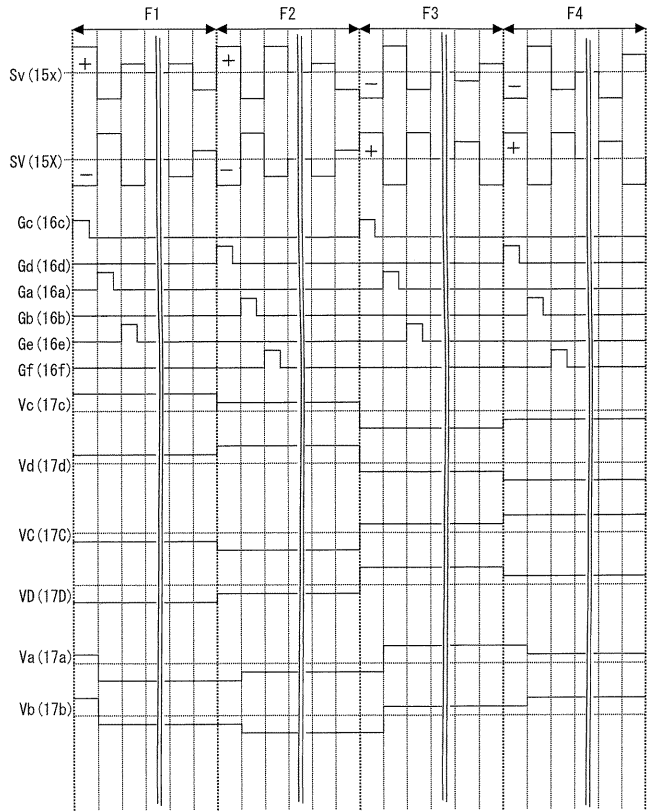 F1 F2 F3 F4
Sv(15x) + + − −
SV(15X) − − + +
Gc(16c)
Gd(16d)
Ga(16a)
Gb(16b)
Ge(16e)
Gf(16f)
Vc(17c)
Vd(17d)
VC(17C)
VD(17D)
Va(17a)
Vb(17b)